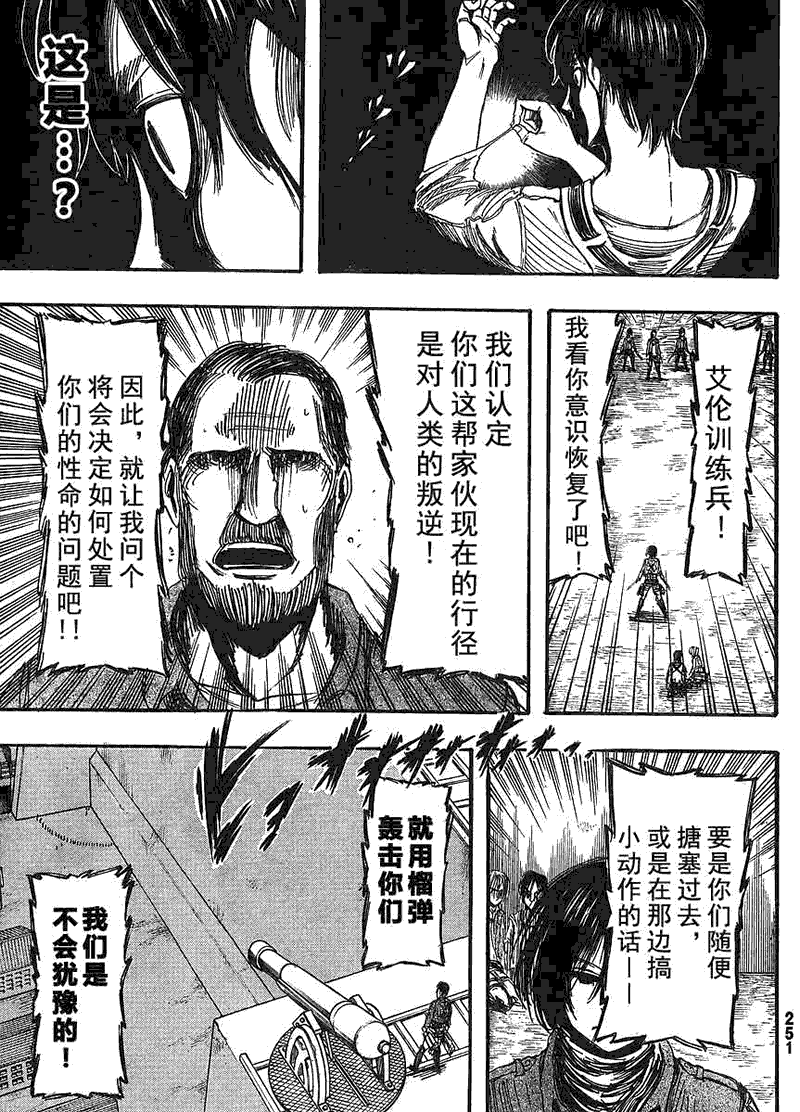 这是…?
艾伦训练兵！
我看你意识恢复了吧！
我们认定
你们这帮家伙现在的行径
是对人类的叛逆！
因此，就让我问个
将会决定如何处置
你们的性命的问题吧!!
要是你们随便
搪塞过去，
或是在那边搞
小动作的话——
就用榴弹
轰击你们
我们是
不会犹豫的！
251